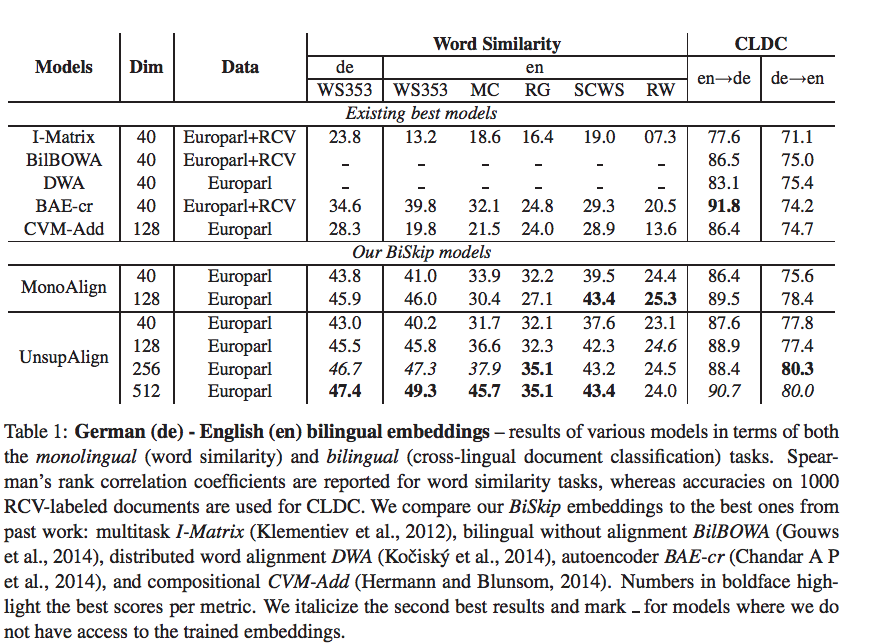 Models Dim Data Word Similarity CLDC
de en en→de de→en
WS353 WS353 MC RG SCWS RW
Existing best models
I-Matrix 40 Europarl+RCV 23.8 13.2 18.6 16.4 19.0 07.3 77.6 71.1
BilBOWA 40 Europarl+RCV _ _ _ _ _ _ 86.5 75.0
DWA 40 Europarl _ _ _ _ _ _ 83.1 75.4
BAE-cr 40 Europarl+RCV 34.6 39.8 32.1 24.8 29.3 20.5 91.8 74.2
CVM-Add 128 Europarl 28.3 19.8 21.5 24.0 28.9 13.6 86.4 74.7
Our BiSkip models
MonoAlign 40 Europarl 43.8 41.0 33.9 32.2 39.5 24.4 86.4 75.6
128 Europarl 45.9 46.0 30.4 27.1 43.4 25.3 89.5 78.4
UnsupAlign 40 Europarl 43.0 40.2 31.7 32.1 37.6 23.1 87.6 77.8
128 Europarl 45.5 45.8 36.6 32.3 42.3 24.6 88.9 77.4
256 Europarl 46.7 47.3 37.9 35.1 43.2 24.5 88.4 80.3
512 Europarl 47.4 49.3 45.7 35.1 43.4 24.0 90.7 80.0
Table 1: German (de) - English (en) bilingual embeddings – results of various models in terms of both
the monolingual (word similarity) and bilingual (cross-lingual document classification) tasks. Spear-
man's rank correlation coefficients are reported for word similarity tasks, whereas accuracies on 1000
RCV-labeled documents are used for CLDC. We compare our BiSkip embeddings to the best ones from
past work: multitask I-Matrix (Klementiev et al., 2012), bilingual without alignment BilBOWA (Gouws
et al., 2014), distributed word alignment DWA (Kočiský et al., 2014), autoencoder BAE-cr (Chandar A P
et al., 2014), and compositional CVM-Add (Hermann and Blunsom, 2014). Numbers in boldface high-
light the best scores per metric. We italicize the second best results and mark _ for models where we do
not have access to the trained embeddings.